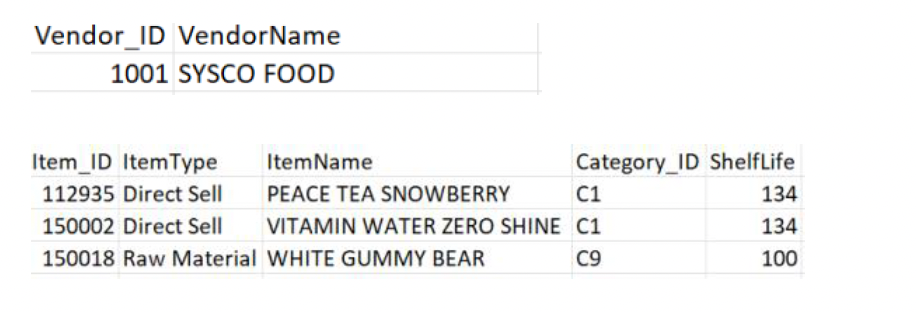 Vendor_ID VendorName
1001 SYSCO FOOD
Item_ID ItemType ItemName Category_ID ShelfLife
112935 Direct Sell PEACE TEA SNOWBERRY C1 134
150002 Direct Sell VITAMIN WATER ZERO SHINE C1 134
150018 Raw Material WHITE GUMMY BEAR C9 100